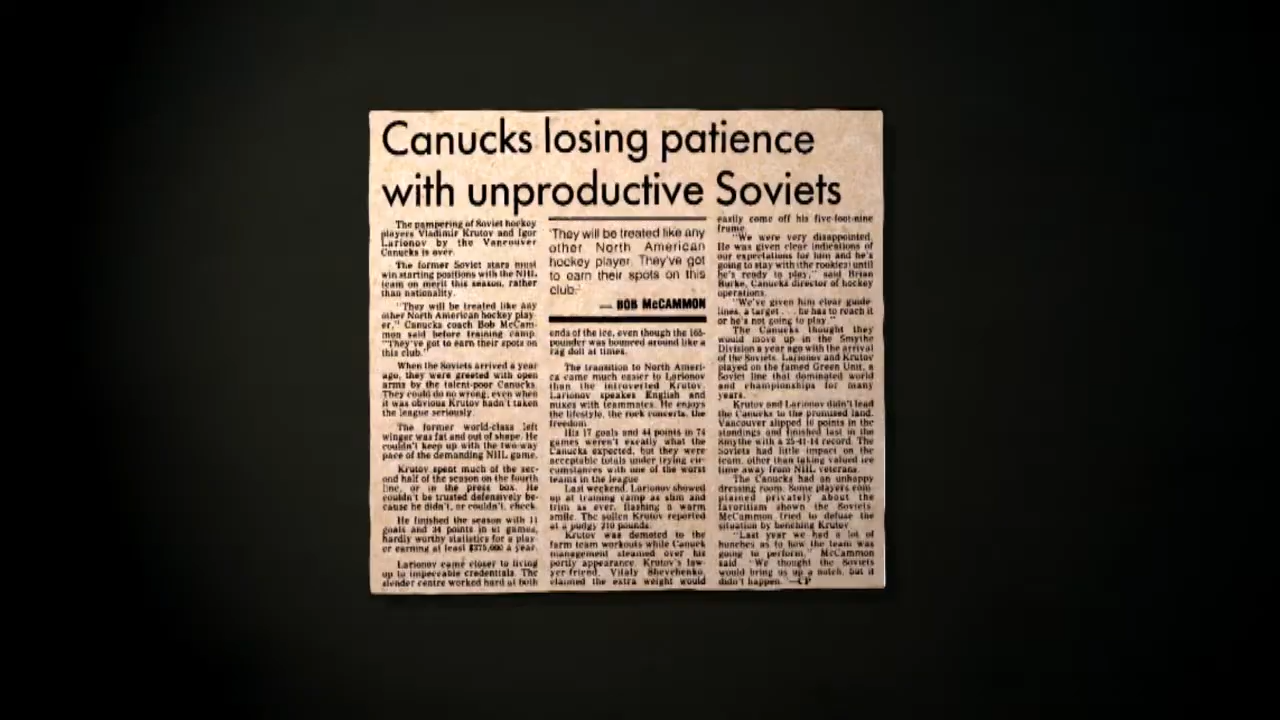 Canucks losing patience
with unproductive Soviets
The pampering of Soviet hockey
players Vladimir Krutov and Igor
Larionov by the Vancouver
Canucks is over.
The former Soviet stars must
win starting positions with the NHL
team on merit this season, rather
than nationality.
"They will be treated like any
other North American hockey play-
er," Canucks coach Bob McCam-
mon said before training camp.
"They've got to earn their spots on
this club."
When the Soviets arrived a year
ago, they were greeted with open
arms by the talent-poor Canucks.
They could do no wrong, even when
it was obvious Krutov hadn't taken
the league seriously.
The former world-class left
winger was fat and out of shape. He
couldn't keep up with the two-way
pace of the demanding NHL game.
Krutov spent much of the sec-
ond half of the season on the fourth
line, or in the press box. He
couldn't be trusted defensively be-
cause he didn't, or couldn't, check.
He finished the season with 11
goals and 34 points in 61 games,
hardly worthy statistics for a play-
er earning at least $375,000 a year.
Larionov came closer to living
up to impeccable credentials. The
slender centre worked hard at both
'They will be treated like any
other North American
hockey player. They've got
to earn their spots on this
club.'
— BOB McCAMMON
ends of the ice, even though the 165-
pounder was bounced around like a
rag doll at times.
The transition to North Ameri-
ca came much easier to Larionov
than the introverted Krutov.
Larionov speakes English and
mixes with teammates. He enjoys
the lifestyle, the rock concerts, the
freedom.
His 17 goals and 44 points in 74
games weren't exactly what the
Canucks expected, but they were
acceptable totals under trying cir-
cumstances with one of the worst
teams in the league.
Last weekend, Larionov showed
up at training camp as slim and
trim as ever, flashing a warm
smile. The sullen Krutov reported
at a pudgy 210 pounds.
Krutov was demoted to the
farm team workouts while Canuck
management steamed over his
portly appearance. Krutov's law-
yer-friend, Vitaly Shevchenko,
claimed the extra weight would
easily come off his five-foot-nine
frame.
"We were very disappointed.
He was given clear indications of
our expectations for him and he's
going to stay with (the rookies) until
he's ready to play," said Brian
Burke, Canucks director of hockey
operations.
"We've given him clear guide-
lines, a target . . . he has to reach it
or he's not going to play."
The Canucks thought they
would move up in the Smythe
Division a year ago with the arrival
of the Soviets. Larionov and Krutov
played on the famed Green Unit, a
Soviet line that dominated world
and championships for many
years.
Krutov and Larionov didn't lead
the Canucks to the promised land.
Vancouver slipped 10 points in the
standings and finished last in the
Smythe with a 25-41-14 record. The
Soviets had little impact on the
team, other than taking valued ice
time away from NHL veterans.
The Canucks had an unhappy
dressing room. Some players com-
plained privately about the
favoritism shown the Soviets.
McCammon tried to defuse the
situation by benching Krutov.
"Last year we had a lot of
hunches as to how the team was
going to perform," McCammon
said. "We thought the Soviets
would bring us up a notch, but it
didn't happen. —CP